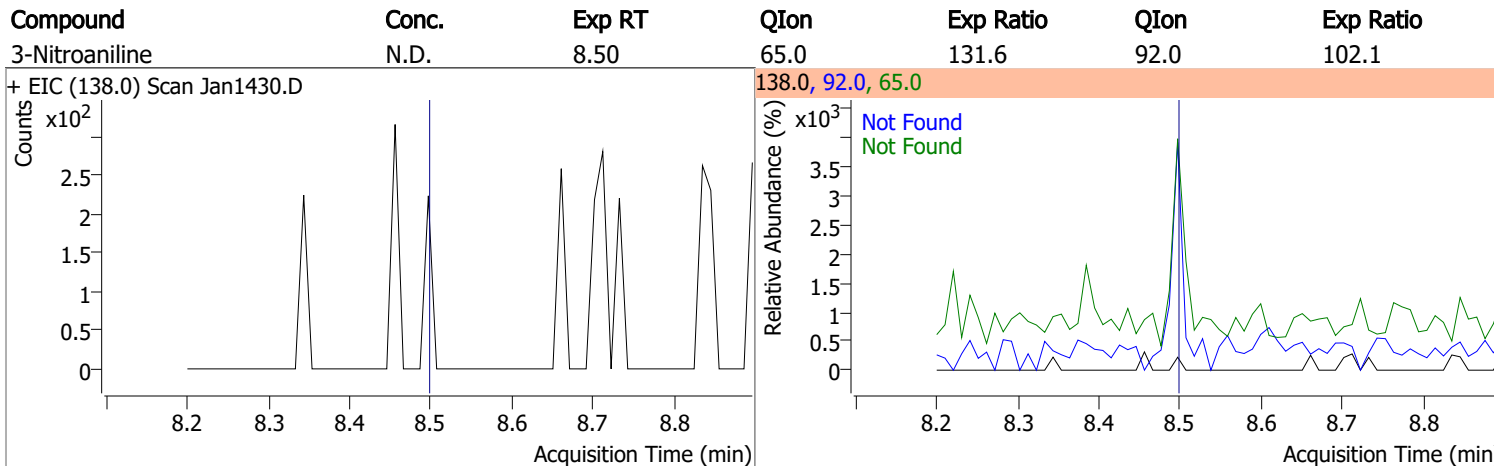 Compound Conc. Exp RT QIon Exp Ratio QIon Exp Ratio
3-Nitroaniline N.D. 8.50 65.0 131.6 92.0 102.1
+ EIC (138.0) Scan Jan1430.D
Counts
x10²
2.5
2
1.5
1
0.5
0
8.2 8.3 8.4 8.5 8.6 8.7 8.8
Acquisition Time (min)
138.0, 92.0, 65.0
Relative Abundance (%)
x10³
Not Found
Not Found
3.5
3
2.5
2
1.5
1
0.5
0
8.2 8.3 8.4 8.5 8.6 8.7 8.8
Acquisition Time (min